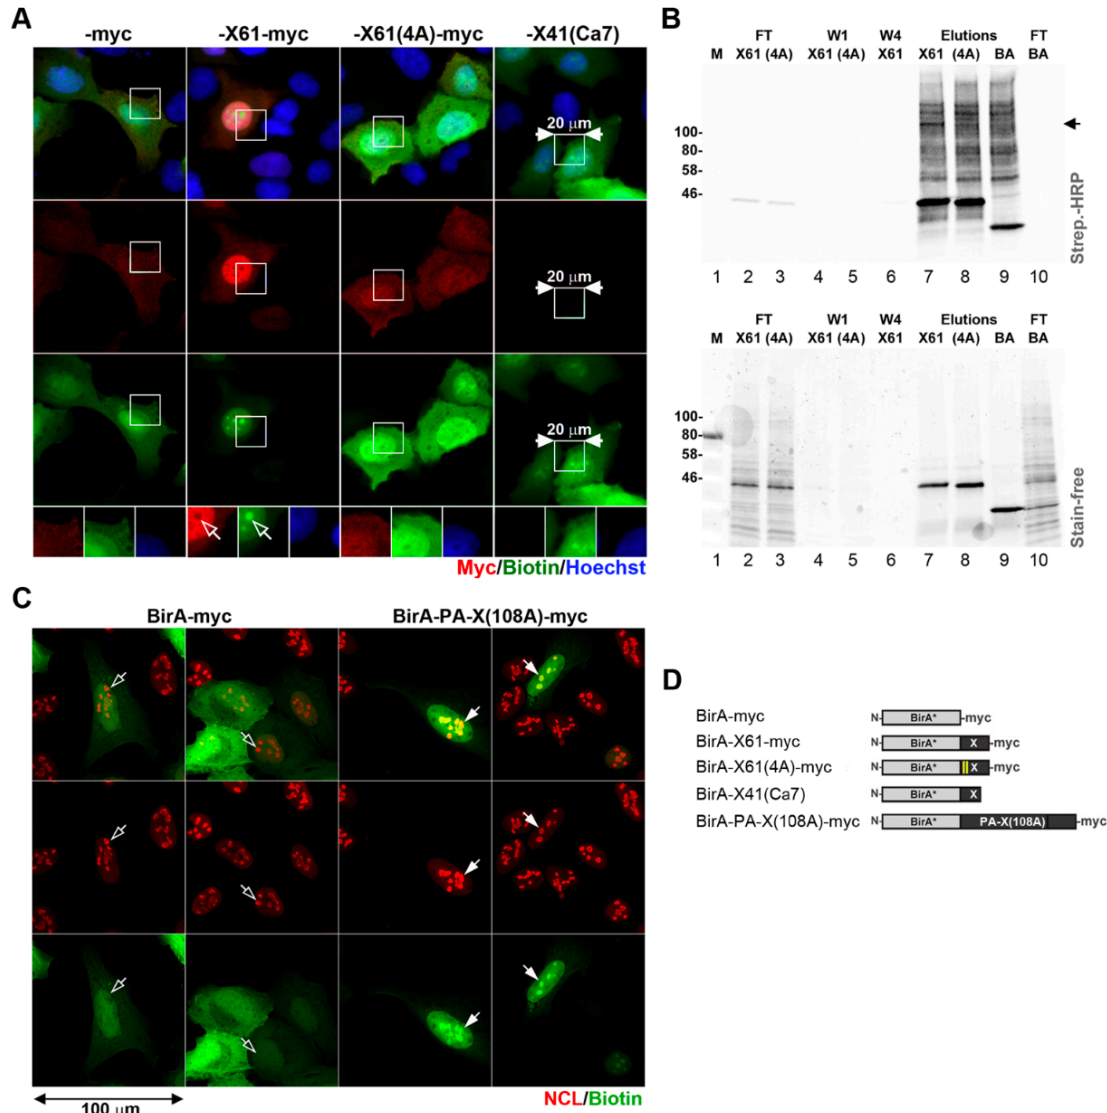 A
-myc -X61-myc -X61(4A)-myc -X41(Ca7)
20 μm
20 μm
20 μm
Myc/Biotin/Hoechst
B
FT W1 W4 Elutions FT
M X61 (4A) X61 (4A) X61 X61 (4A) BA BA
100-
80-
58-
46-
Strep.-HRP
1 2 3 4 5 6 7 8 9 10
FT W1 W4 Elutions FT
M X61 (4A) X61 (4A) X61 X61 (4A) BA BA
100-
80-
58-
46-
Stain-free
1 2 3 4 5 6 7 8 9 10
C
BirA-myc BirA-PA-X(108A)-myc
100 μm
NCL/Biotin
D
BirA-myc N- BirA* -myc
BirA-X61-myc N- BirA* X -myc
BirA-X61(4A)-myc N- BirA* X -myc
BirA-X41(Ca7) N- BirA* X
BirA-PA-X(108A)-myc N- BirA* PA-X(108A) -myc